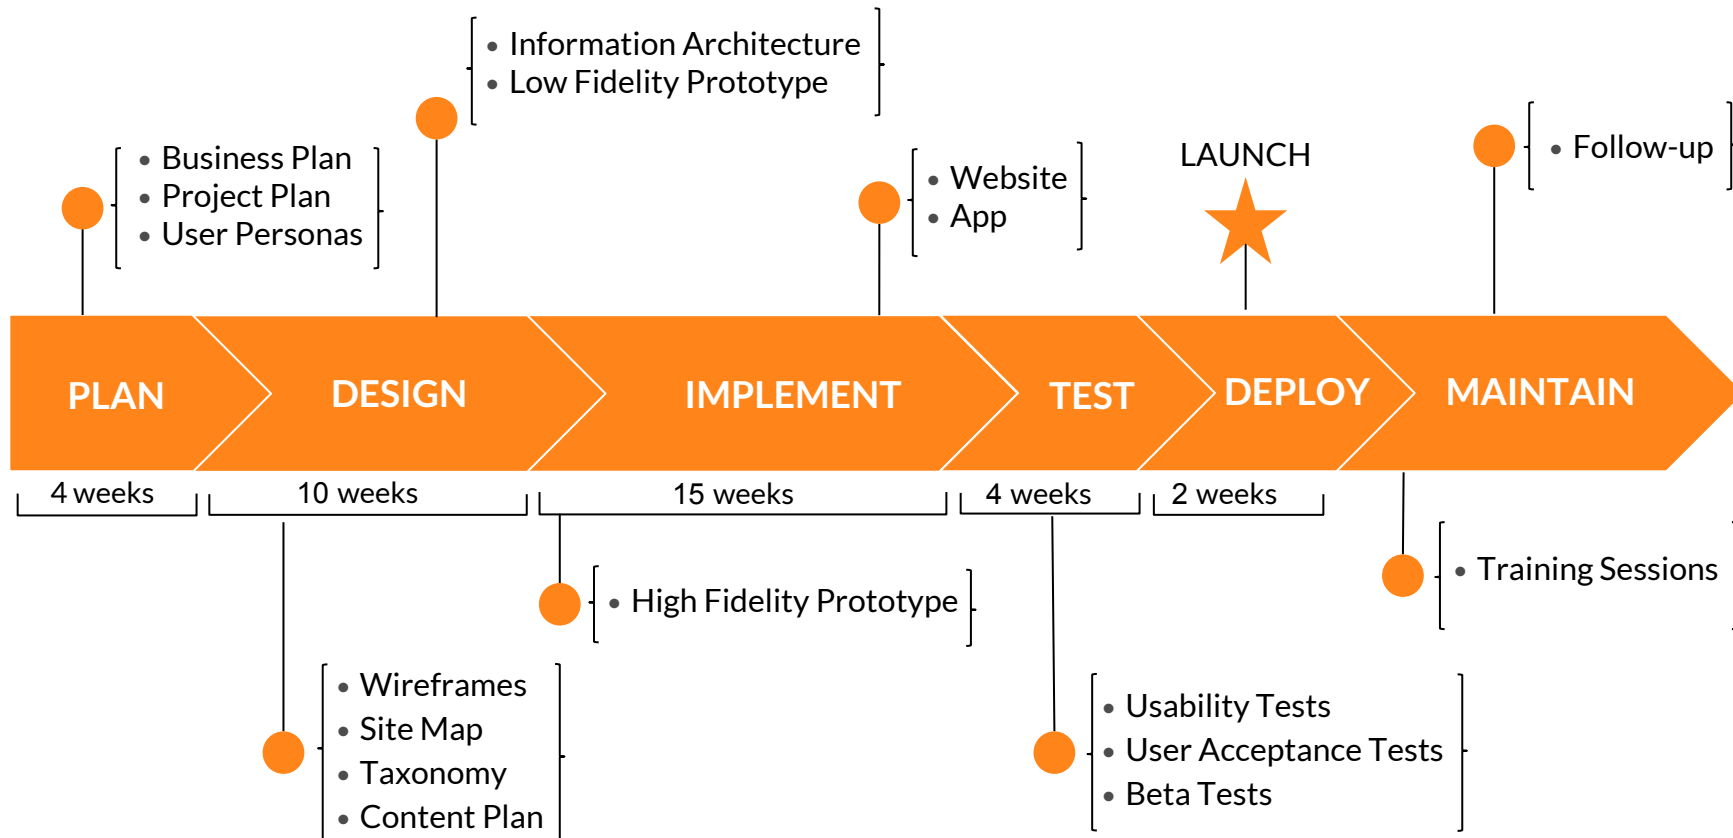 • Information Architecture
• Low Fidelity Prototype
• Business Plan
• Project Plan
• User Personas
• Website
• App
LAUNCH
• Follow-up
PLAN
DESIGN
IMPLEMENT
TEST
DEPLOY
MAINTAIN
4 weeks
10 weeks
15 weeks
4 weeks
2 weeks
• High Fidelity Prototype
• Training Sessions
• Wireframes
• Site Map
• Taxonomy
• Content Plan
• Usability Tests
• User Acceptance Tests
• Beta Tests